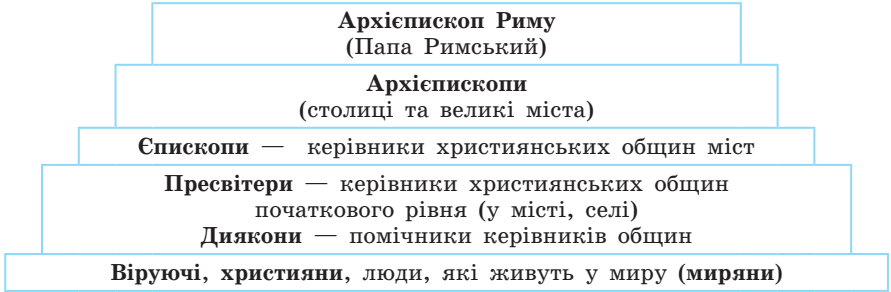 Архієпископ Риму
(Папа Римський)
Архієпископи
(столиці та великі міста)
Єпископи — керівники християнських общин міст
Пресвітери — керівники християнських общин
початкового рівня (у місті, селі)
Диякони — помічники керівників общин
Віруючі, християни, люди, які живуть у миру (миряни)